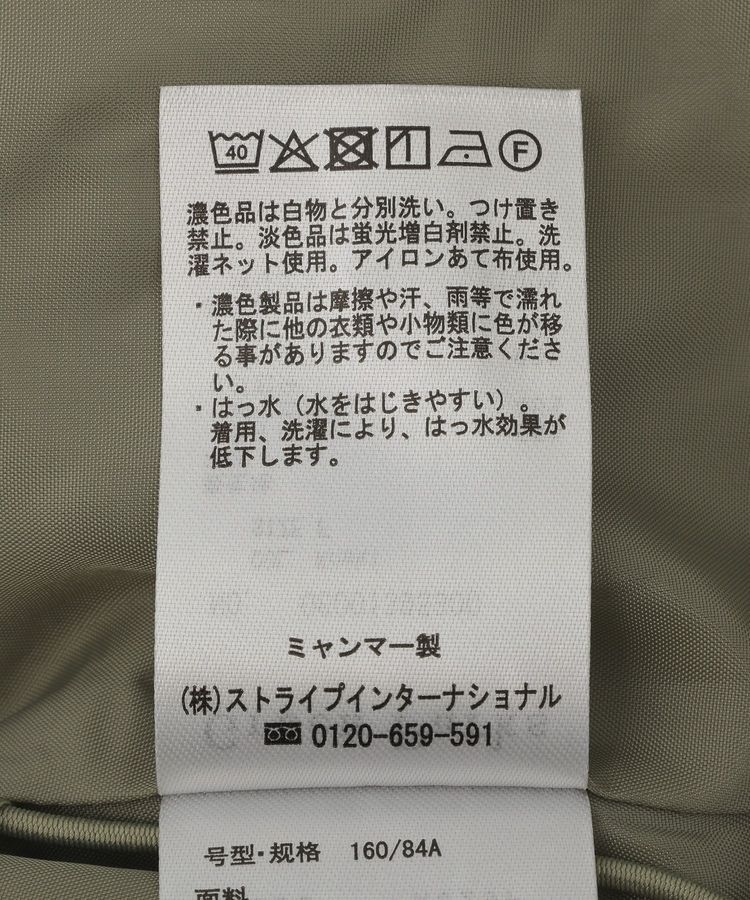 40 F
濃色品は白物と分別洗い。つけ置き
禁止。淡色品は蛍光増白剤禁止。洗
濯ネット使用。アイロンあて布使用。
・濃色製品は摩擦や汗、雨等で濡れ
た際に他の衣類や小物類に色が移
る事がありますのでご注意くださ
い。
・はっ水（水をはじきやすい）。
着用、洗濯により、はっ水効果が
低下します。
ミャンマー製
(株)ストライプインターナショナル
0120-659-591
号型·规格 160/84A
面料